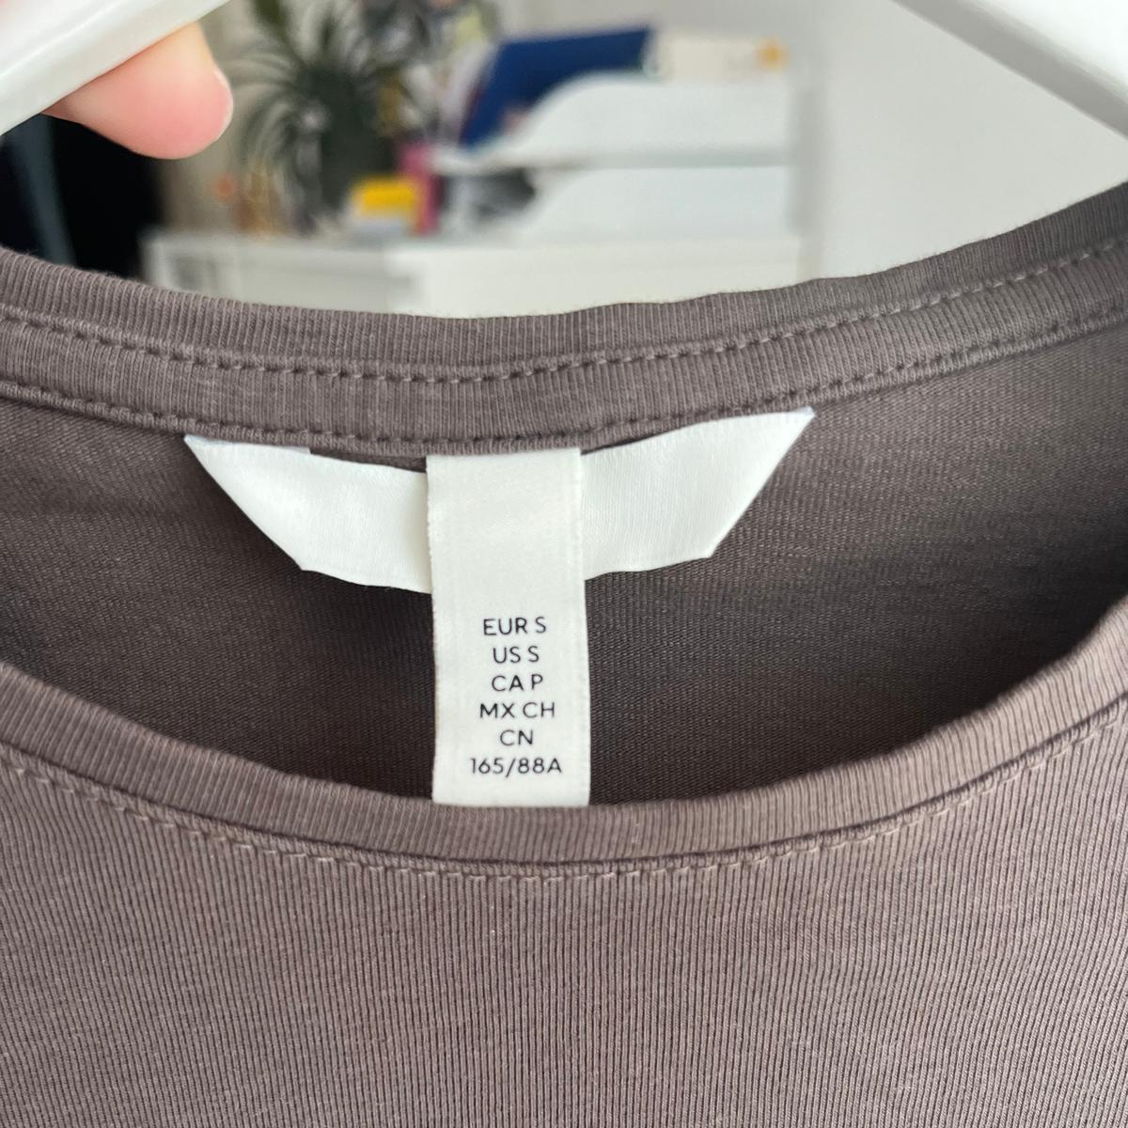 EUR S
US S
CA P
MX CH
CN
165/88A